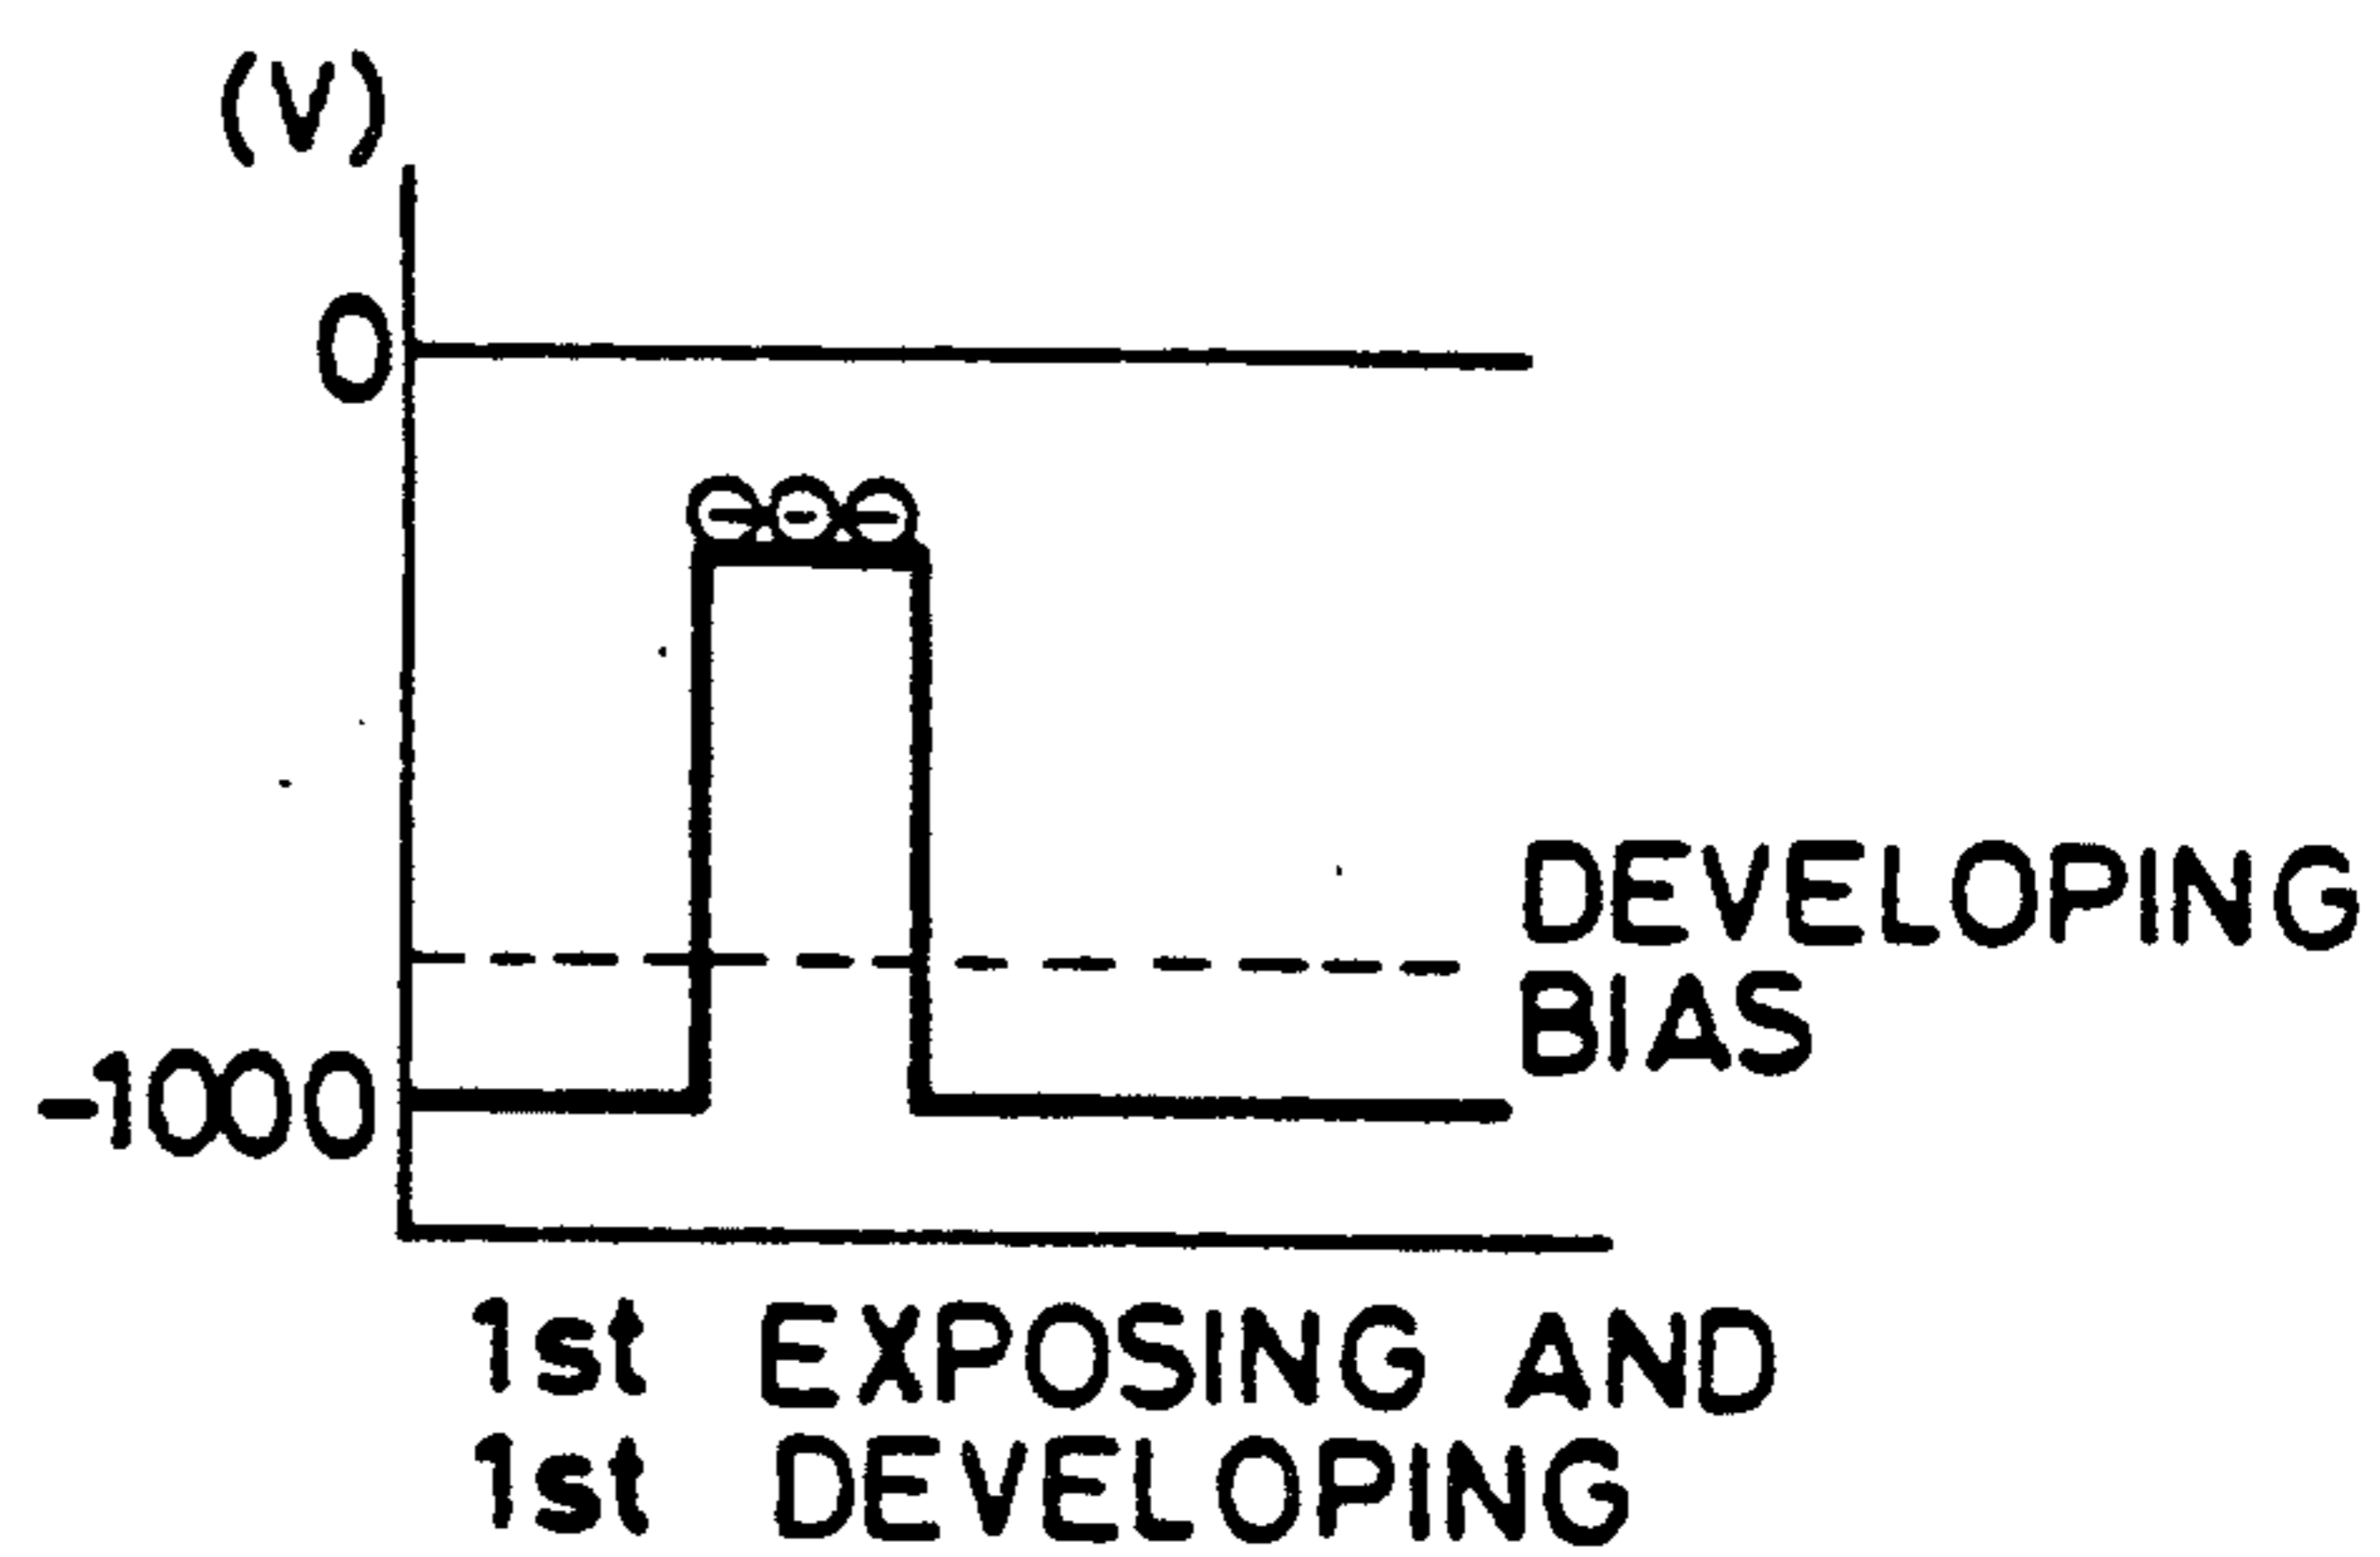 (V)
0
DEVELOPING
BIAS
-1000
1st EXPOSING AND
1st DEVELOPING